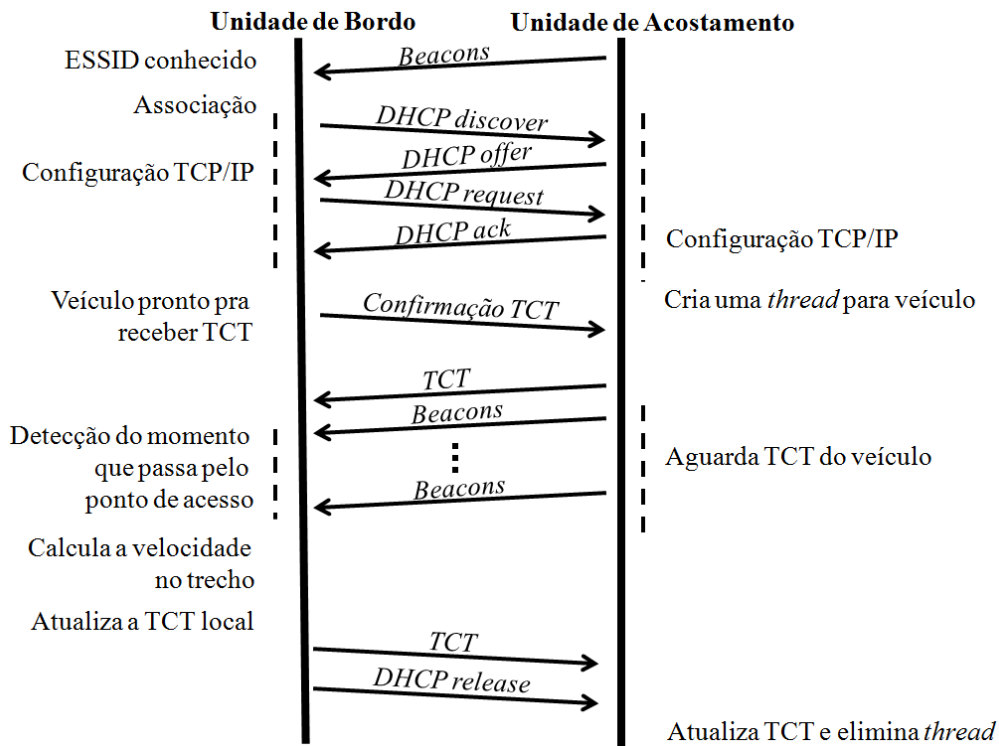 Unidade de Bordo
Unidade de Acostamento
ESSID conhecido
Beacons
Associação
DHCP discover
DHCP offer
Configuração TCP/IP
DHCP request
DHCP ack
Configuração TCP/IP
Veículo pronto pra
receber TCT
Confirmação TCT
Cria uma thread para veículo
TCT
Beacons
Detecção do momento
que passa pelo
ponto de acesso
Aguarda TCT do veículo
Beacons
Calcula a velocidade
no trecho
Atualiza a TCT local
TCT
DHCP release
Atualiza TCT e elimina thread